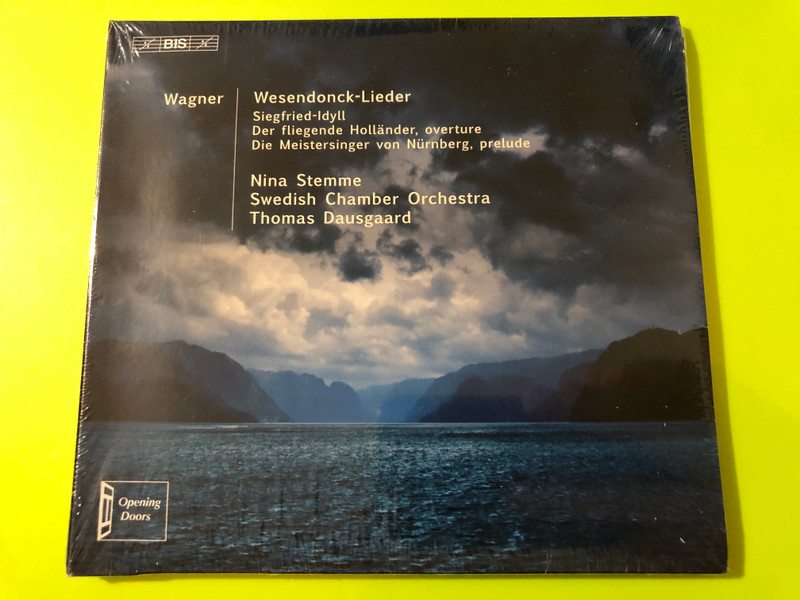 BIS
Wagner
Wesendonck-Lieder
Siegfried-Idyll
Der fliegende Holländer, overture
Die Meistersinger von Nürnberg, prelude
Nina Stemme
Swedish Chamber Orchestra
Thomas Dausgaard
Opening
Doors